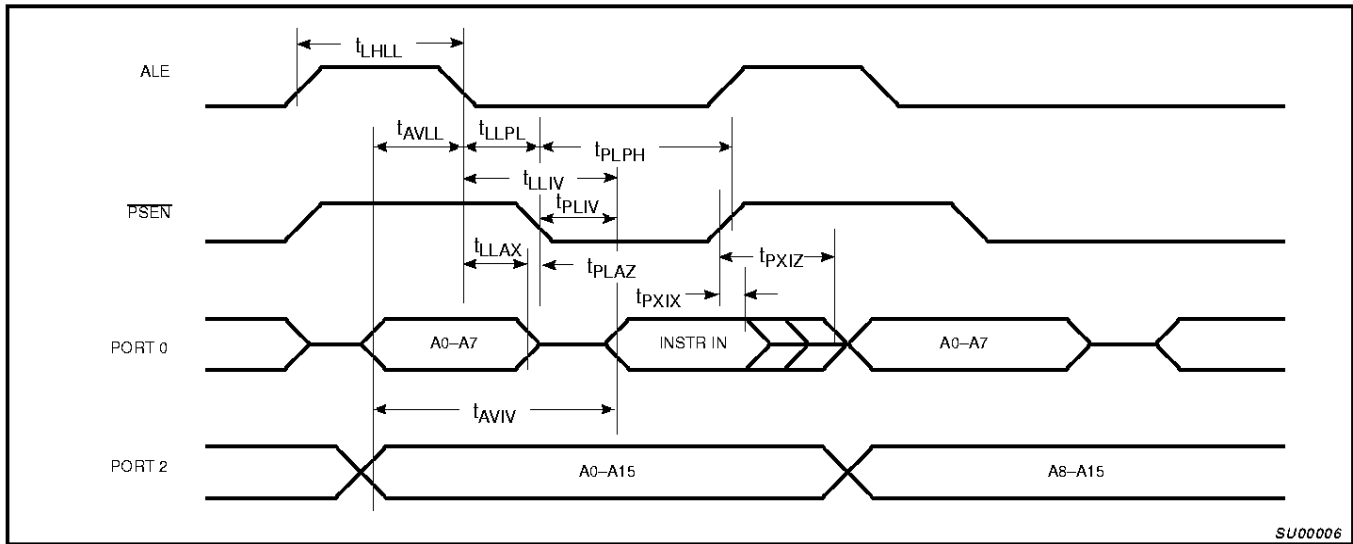 tLHLL
ALE
tAVLL
tLLPL
tPLPH
tLLIV
PSEN
tPLIV
tLLAX
tPLAZ
tPXIZ
tPXIX
PORT 0
A0–A7
INSTR IN
A0–A7
tAVIV
PORT 2
A0–A15
A8–A15
SU00006